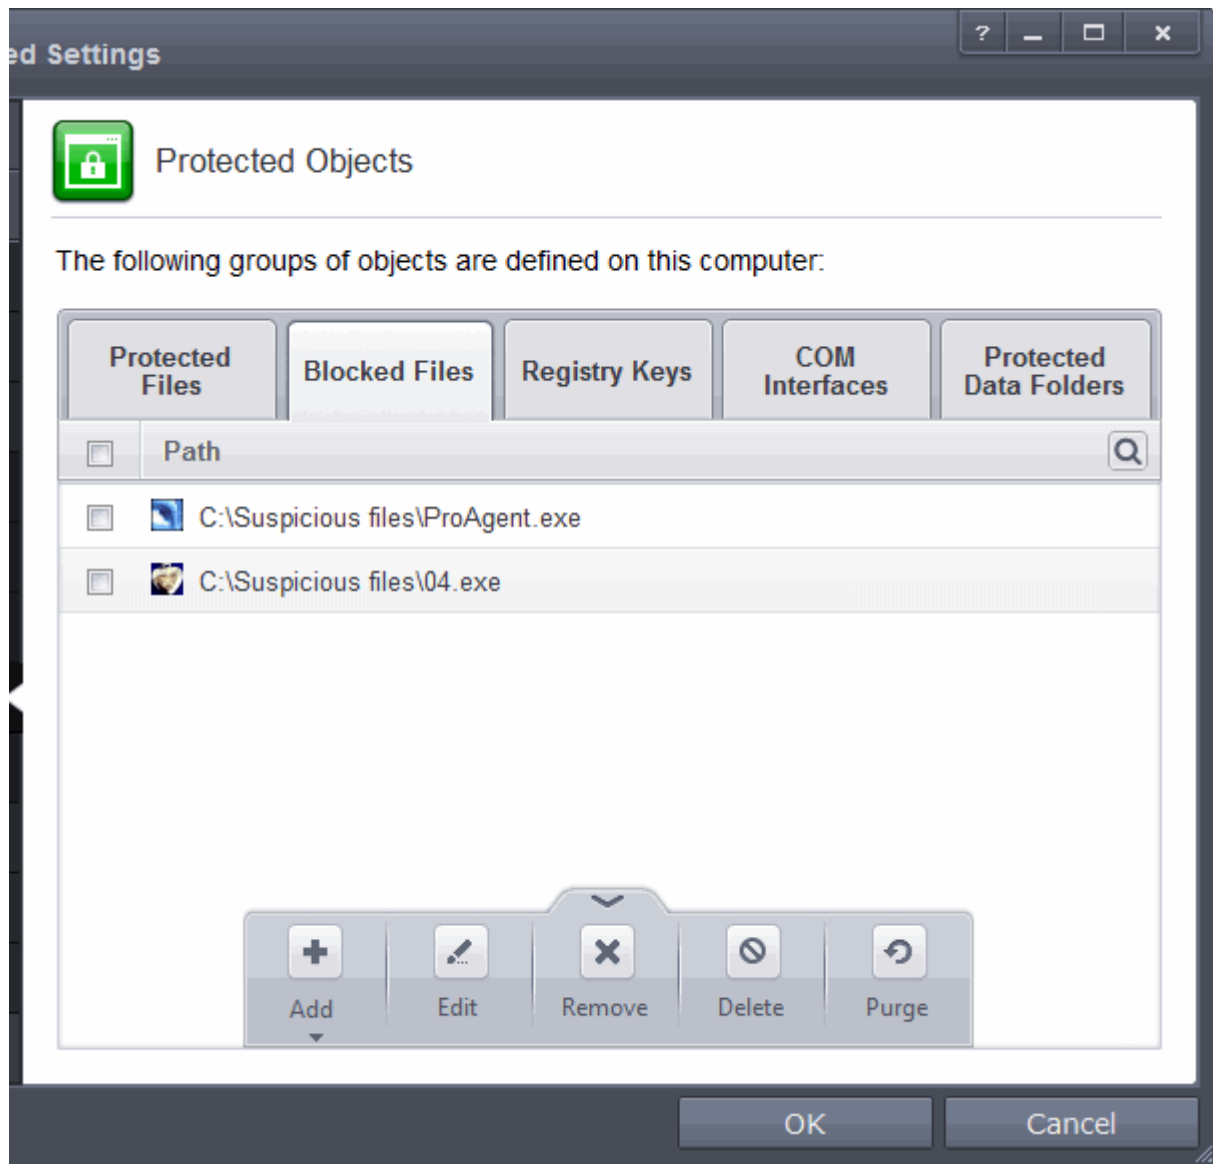 ed Settings
?
Protected Objects
The following groups of objects are defined on this computer:
Protected Files
Blocked Files
Registry Keys
COM Interfaces
Protected Data Folders
Path
C:\Suspicious files\ProAgent.exe
C:\Suspicious files\04.exe
Add
Edit
Remove
Delete
Purge
OK
Cancel